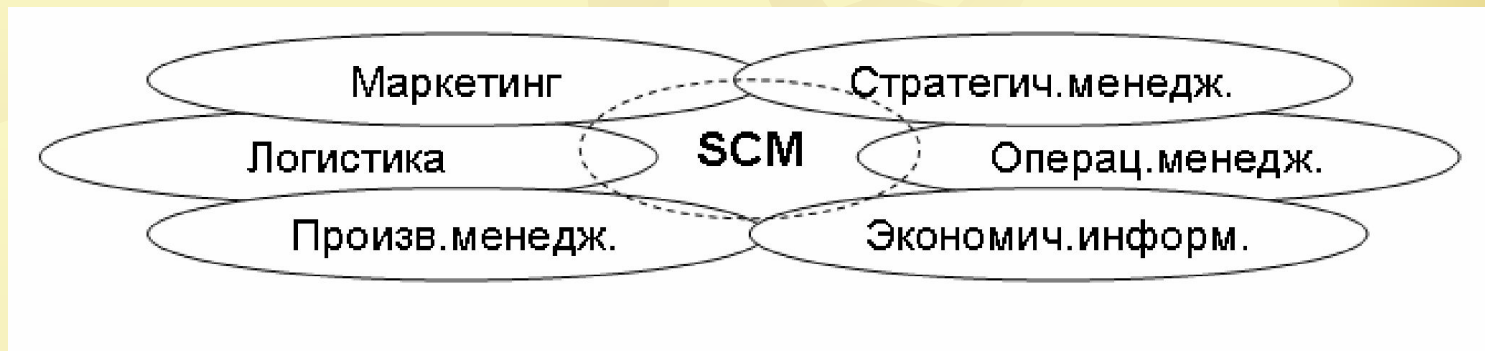 Маркетинг Стратегич.менедж.
Логистика SCM Операц.менедж.
Произв.менедж. Экономич.информ.